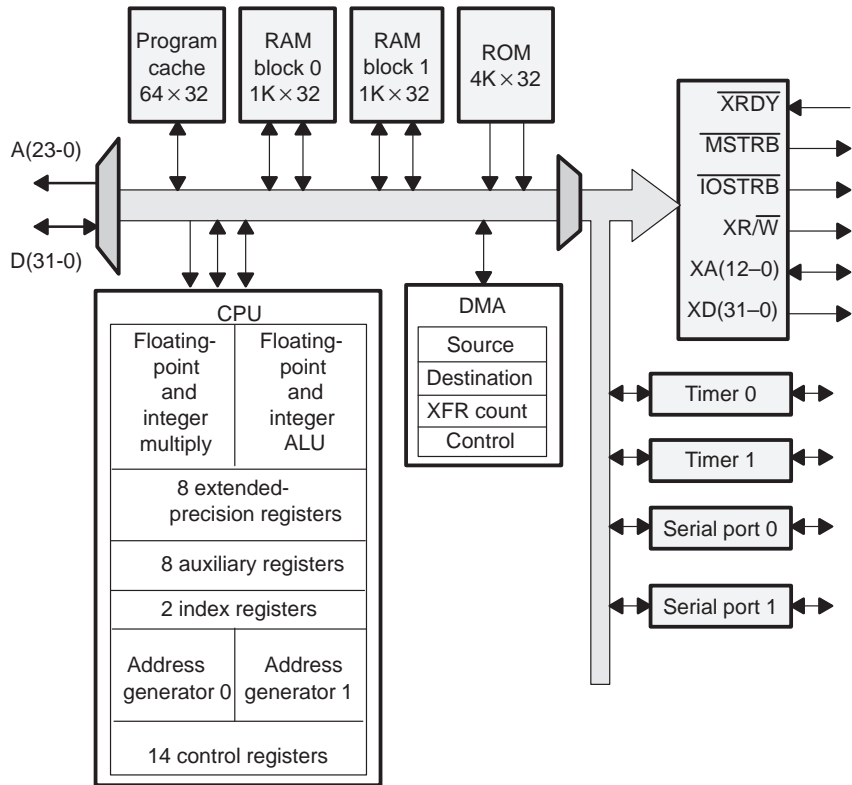 Program
cache
64 × 32
RAM
block 0
1K × 32
RAM
block 1
1K × 32
ROM
4K × 32
A(23-0)
D(31-0)
XRDY
MSTRB
IOSTRB
XR/W
XA(12–0)
XD(31–0)
CPU
Floating-
point
and
integer
multiply
Floating-
point
and
integer
ALU
8 extended-
precision registers
8 auxiliary registers
2 index registers
Address
generator 0
Address
generator 1
14 control registers
DMA
Source
Destination
XFR count
Control
Timer 0
Timer 1
Serial port 0
Serial port 1